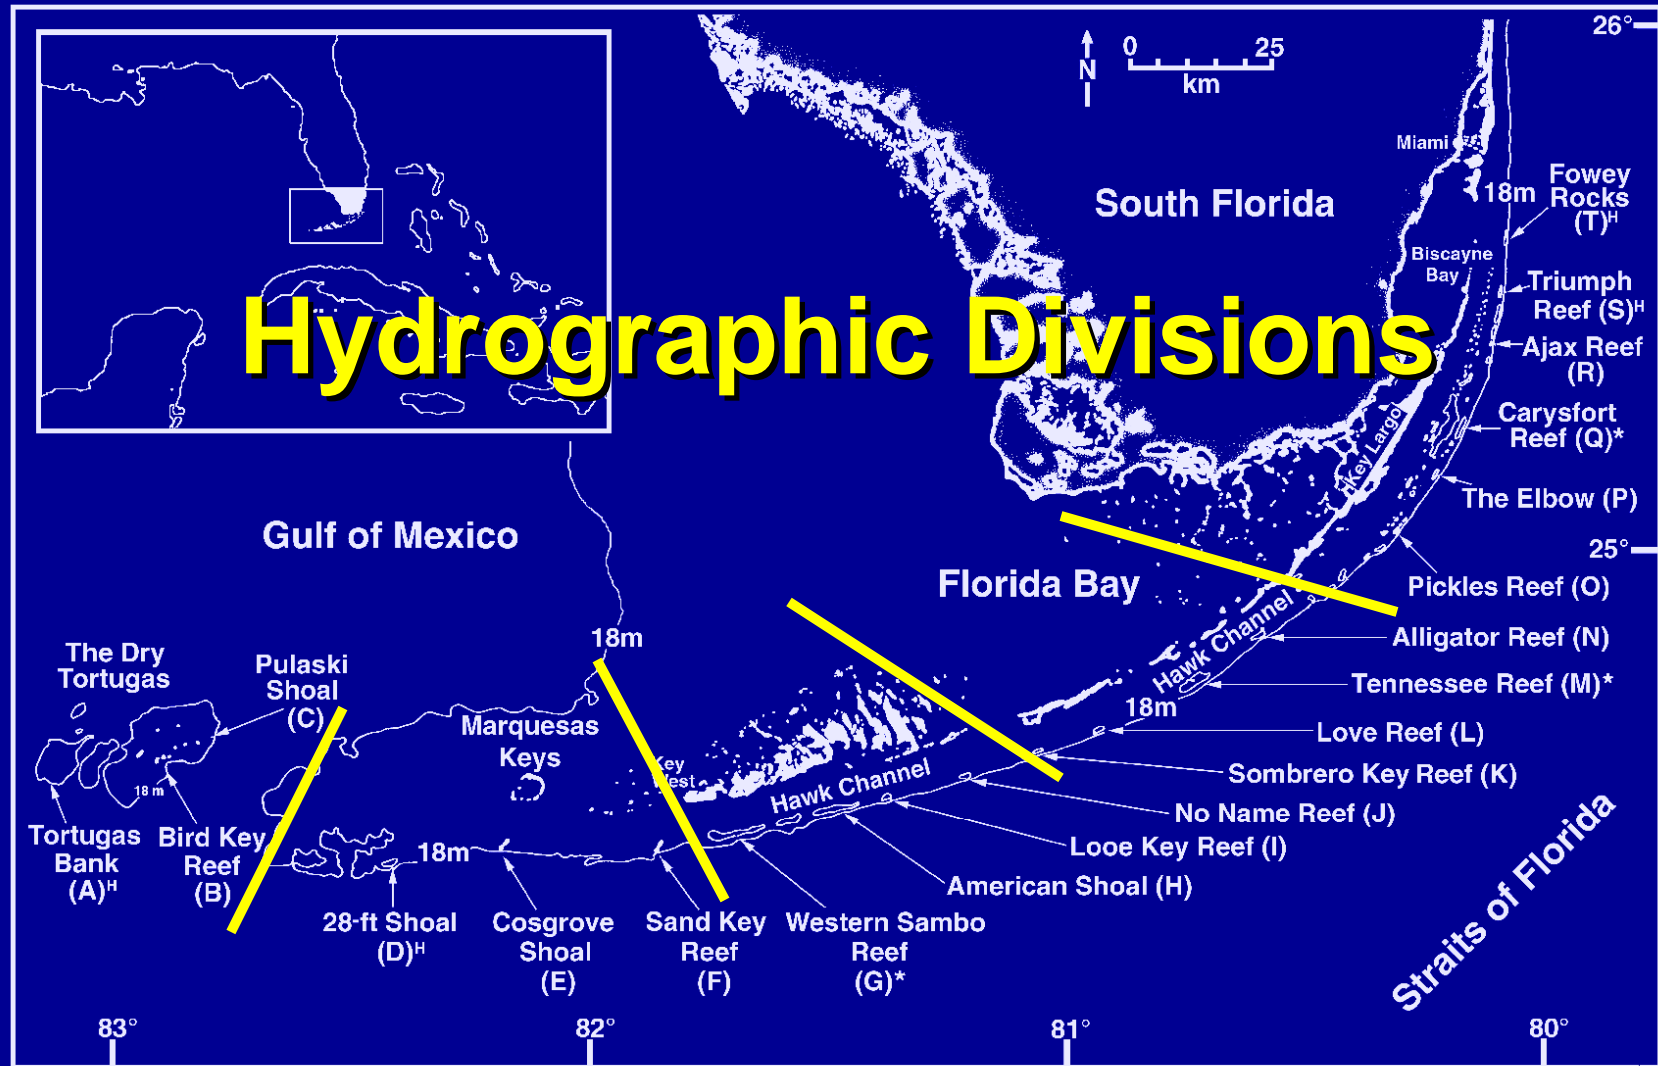 Hydrographic Divisions
26°
0
25
N
km
Miami
South Florida
18m
Fowey
Rocks
(T)ᴴ
Biscayne
Bay
Triumph
Reef (S)ᴴ
Ajax Reef
(R)
Carysfort
Reef (Q)*
Key Largo
The Elbow (P)
Gulf of Mexico
25°
Florida Bay
Pickles Reef (O)
18m
Hawk Channel
Alligator Reef (N)
The Dry
Tortugas
Pulaski
Shoal
(C)
Tennessee Reef (M)*
18m
Marquesas
Keys
Love Reef (L)
Key
West
Hawk Channel
Sombrero Key Reef (K)
18 m
No Name Reef (J)
Tortugas
Bank
(A)ᴴ
Bird Key
Reef
(B)
18m
Looe Key Reef (I)
American Shoal (H)
28-ft Shoal
(D)ᴴ
Cosgrove
Shoal
(E)
Sand Key
Reef
(F)
Western Sambo
Reef
(G)*
Straits of Florida
83°
82°
81°
80°